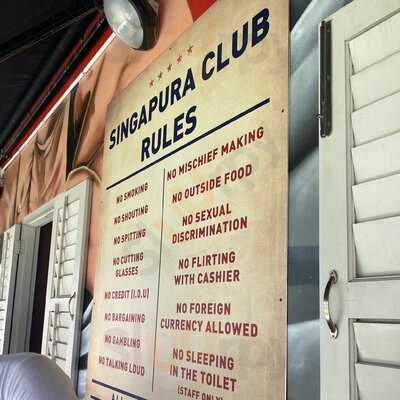 SINGAPURA CLUB
RULES
NO SMOKING
NO SHOUTING
NO SPITTING
NO CUTTING
GLASSES
NO CREDIT (I.O.U)
NO BARGAINING
NO GAMBLING
NO TALKING LOUD
NO MISCHIEF MAKING
NO OUTSIDE FOOD
NO SEXUAL
DISCRIMINATION
NO FLIRTING
WITH CASHIER
NO FOREIGN
CURRENCY ALLOWED
NO SLEEPING
IN THE TOILET
(STAFF ONLY)